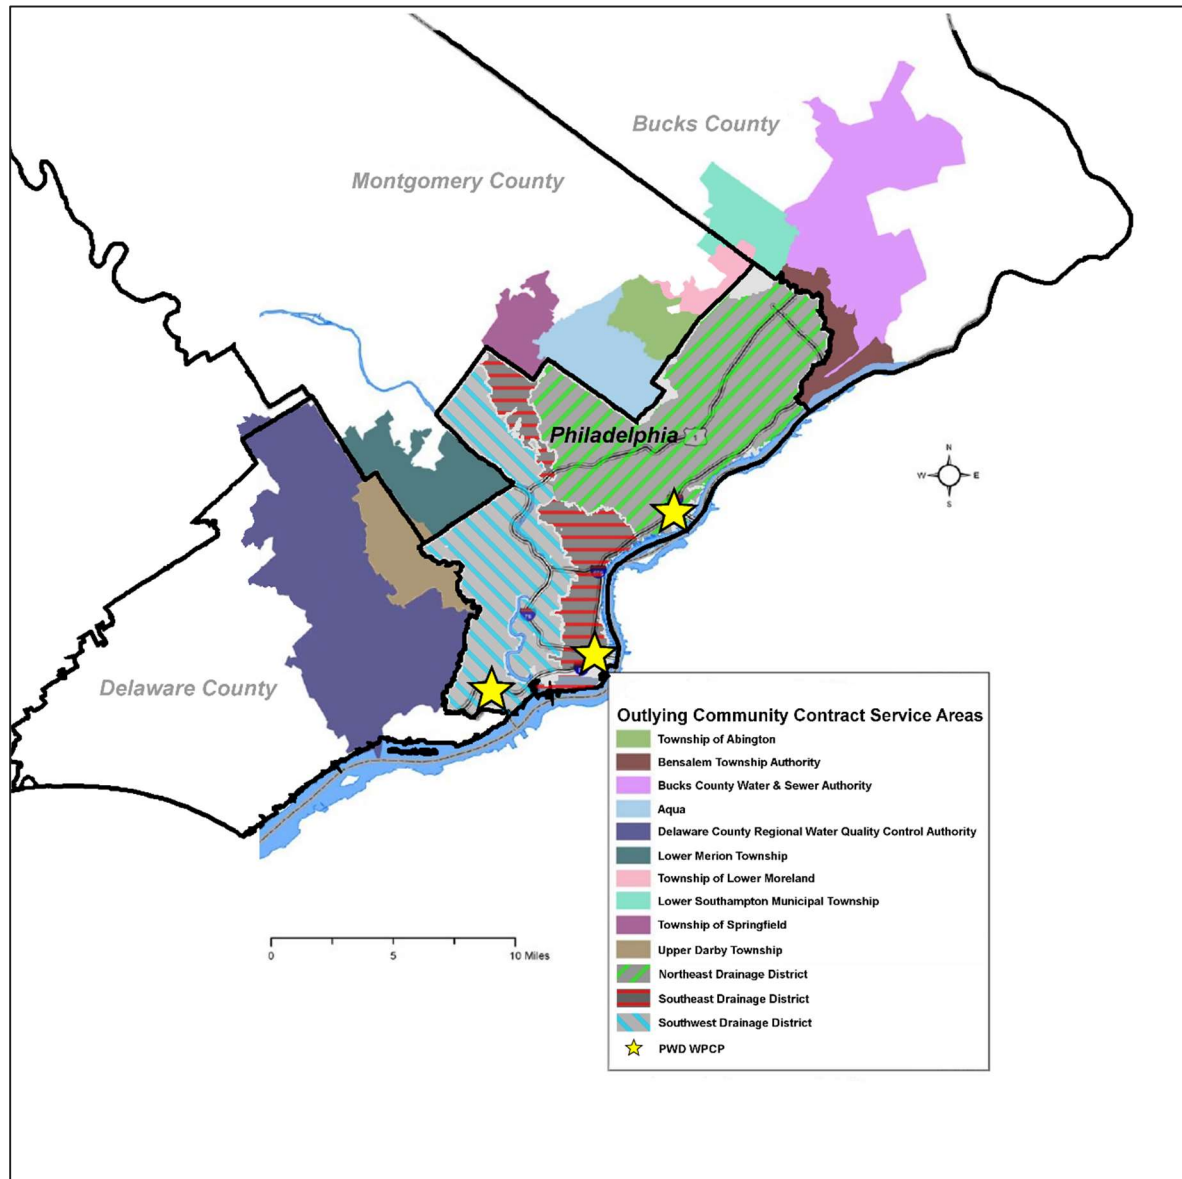 Bucks County
Montgomery County
Philadelphia
1
N
W
E
S
Delaware County
0
5
10 Miles
Outlying Community Contract Service Areas
Township of Abington
Bensalem Township Authority
Bucks County Water & Sewer Authority
Aqua
Delaware County Regional Water Quality Control Authority
Lower Merion Township
Township of Lower Moreland
Lower Southampton Municipal Township
Township of Springfield
Upper Darby Township
Northeast Drainage District
Southeast Drainage District
Southwest Drainage District
PWD WPCP